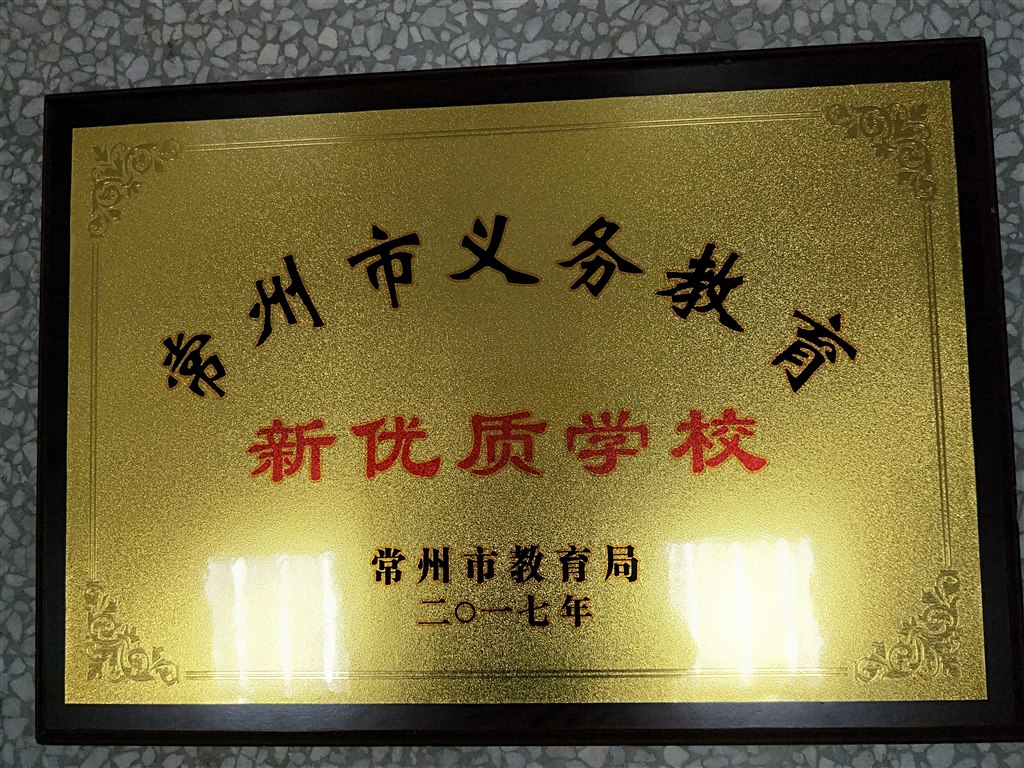 常州市义务教育
新优质学校
常州市教育局
二〇一七年